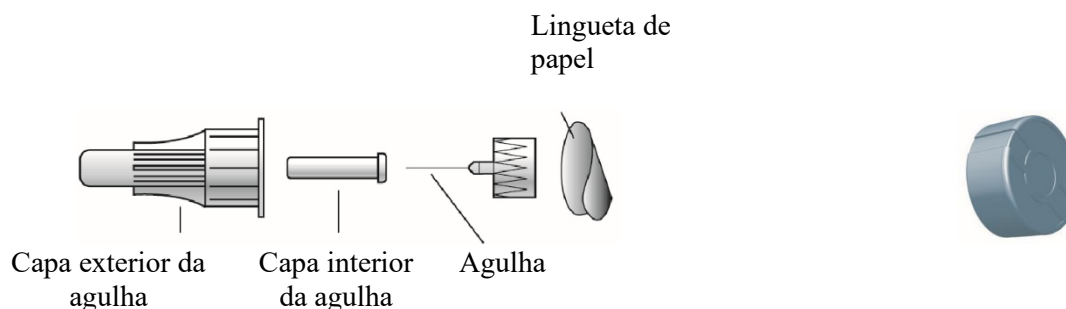 Lingueta de
papel
Capa exterior da
agulha
Capa interior
da agulha
Agulha